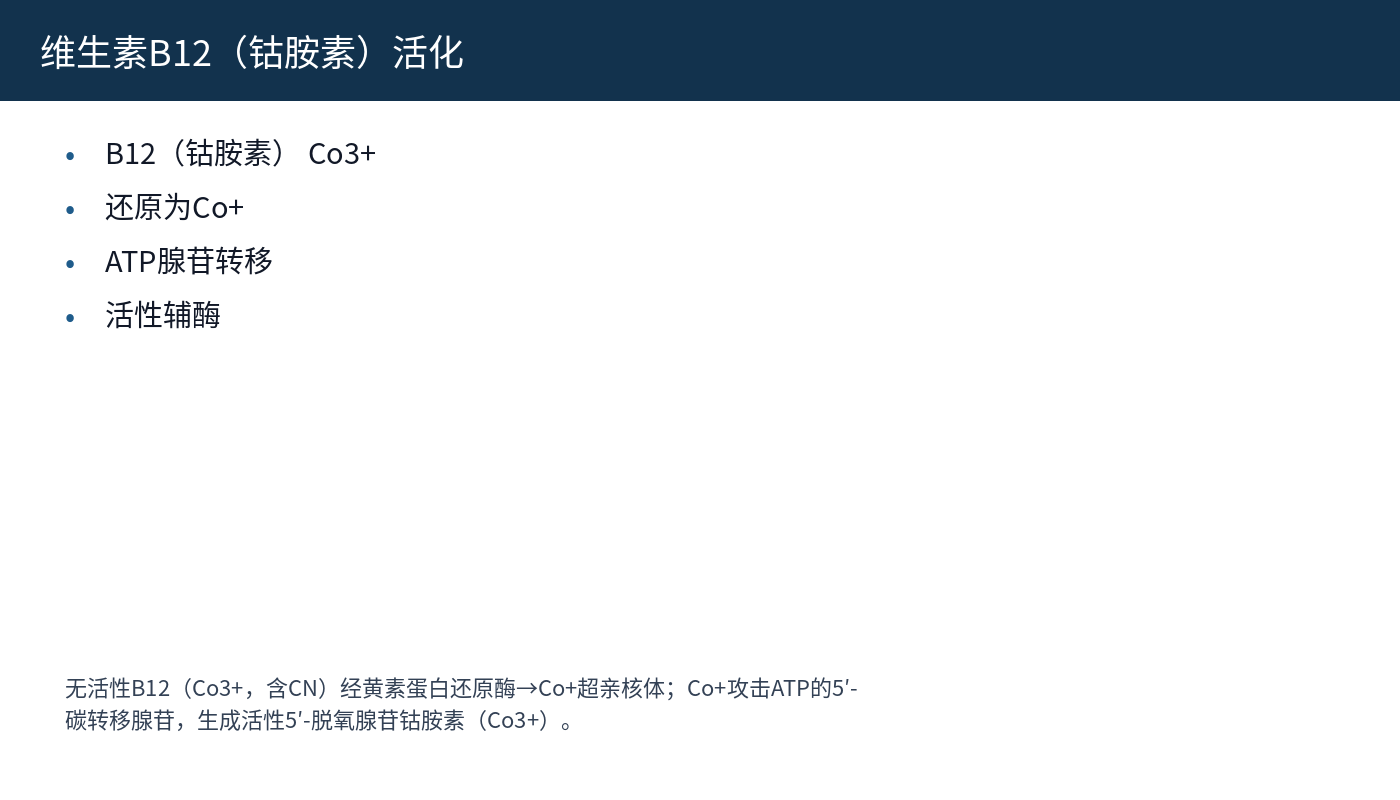 维生素B12（钴胺素）活化
• B12（钴胺素） Co3+
• 还原为Co+
• ATP腺苷转移
• 活性辅酶
无活性B12（Co3+，含CN）经黄素蛋白还原酶→Co+超亲核体；Co+攻击ATP的5′-
碳转移腺苷，生成活性5′-脱氧腺苷钴胺素（Co3+）。